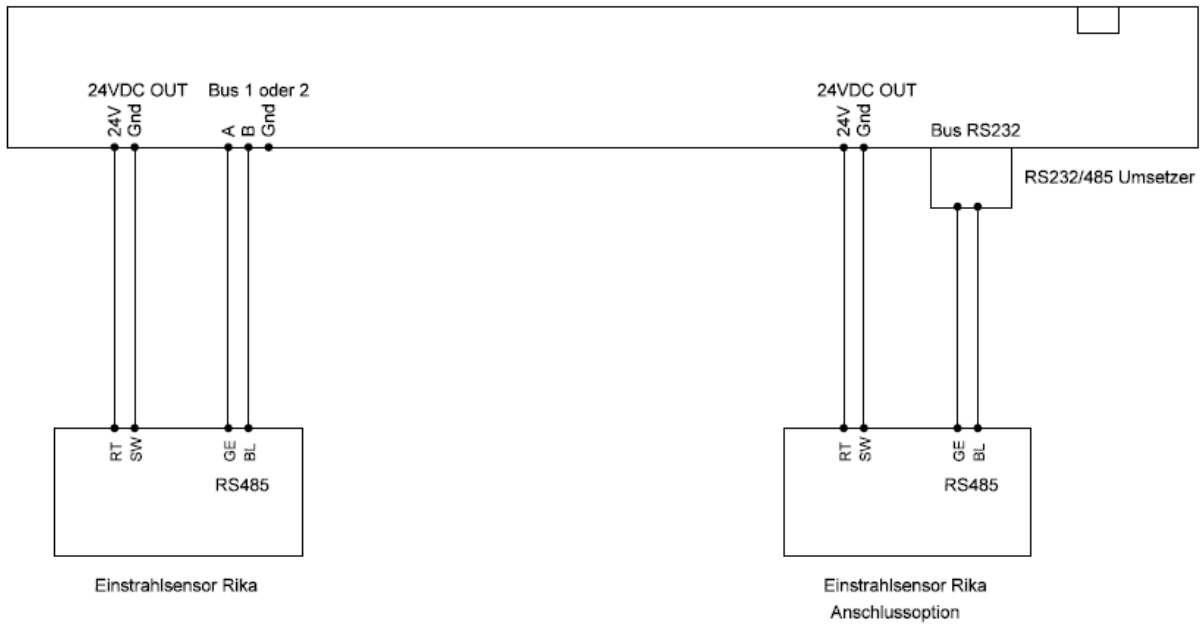 24VDC OUT Bus 1 oder 2 24VDC OUT
24V Gnd A B Gnd 24V Gnd
Bus RS232
RS232/485 Umsetzer
RT SW GE BL RT SW GE BL
RS485 RS485
Einstrahlsensor Rika Einstrahlsensor Rika
Anschlussoption